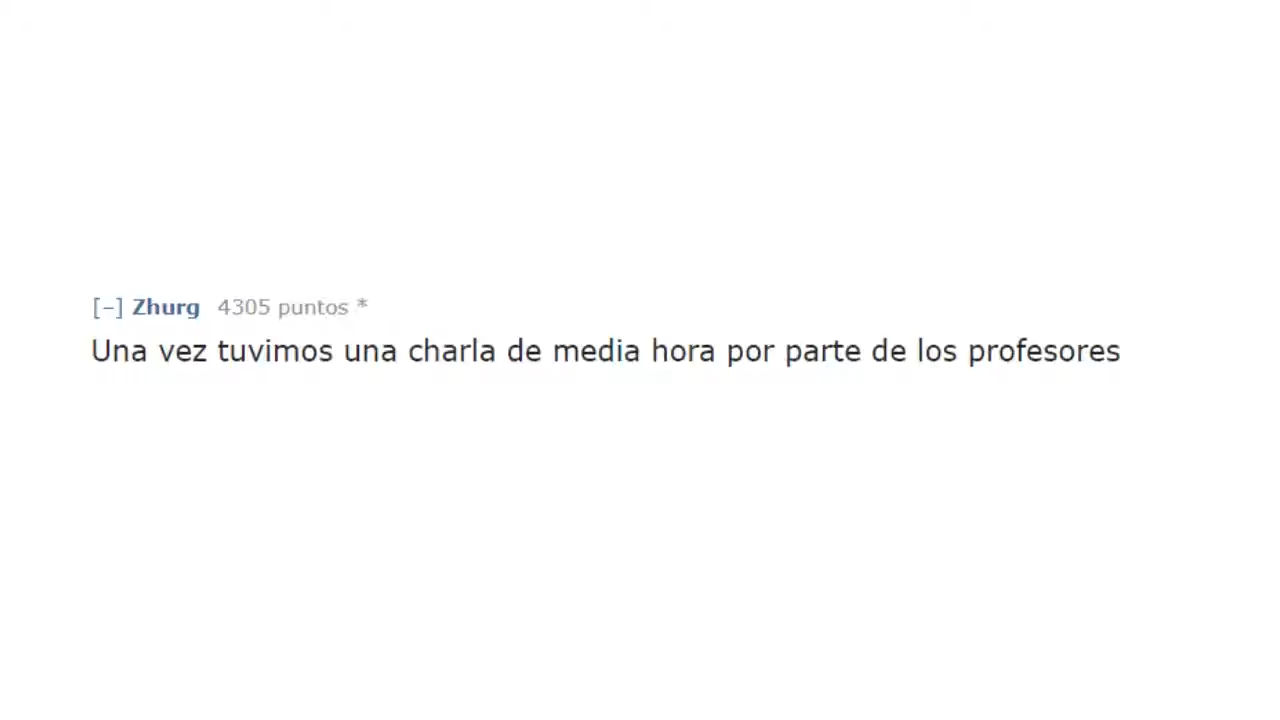 [–] Zhurg 4305 puntos *
Una vez tuvimos una charla de media hora por parte de los profesores